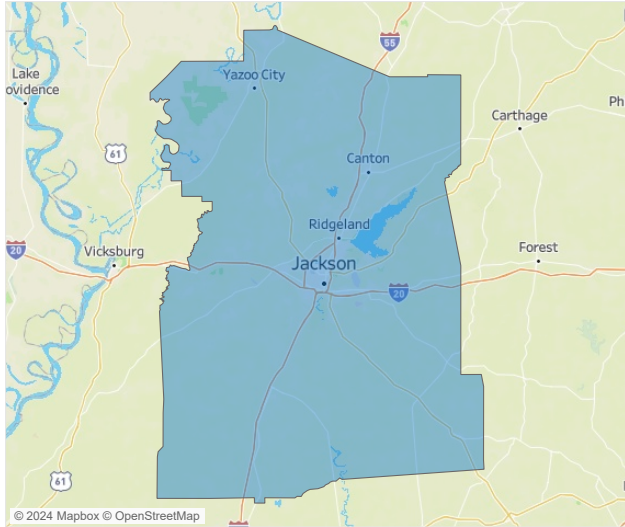 55
Lake
ovidence
Yazoo City
Ph
Carthage
61
Canton
Ridgeland
20
Vicksburg
Forest
Jackson
20
61
© 2024 Mapbox © OpenStreetMap